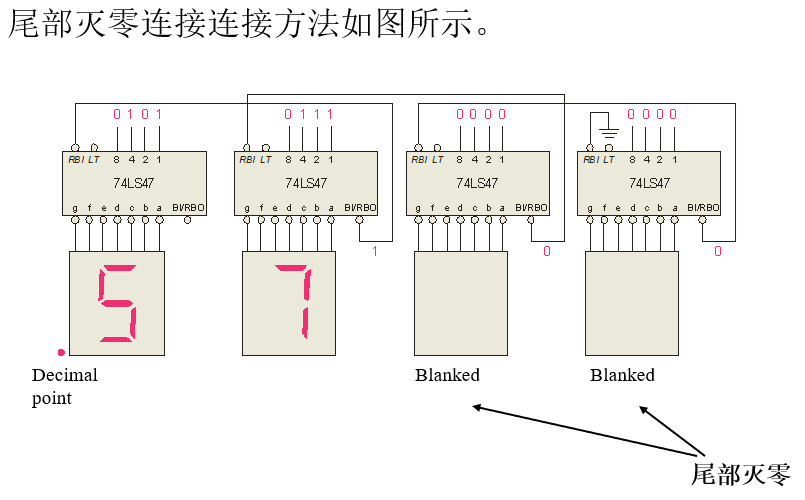 尾部灭零连接连接方法如图所示。
0 1 0 1 0 1 1 1 0 0 0 0 0 0 0 0
RBI LT 8 4 2 1 RBI LT 8 4 2 1 RBI LT 8 4 2 1 RBI LT 8 4 2 1
74LS47 74LS47 74LS47 74LS47
g f e d c b a BI/RBO g f e d c b a BI/RBO g f e d c b a BI/RBO g f e d c b a BI/RBO
1 0 0
5 7
Decimal Blanked Blanked
point
尾部灭零